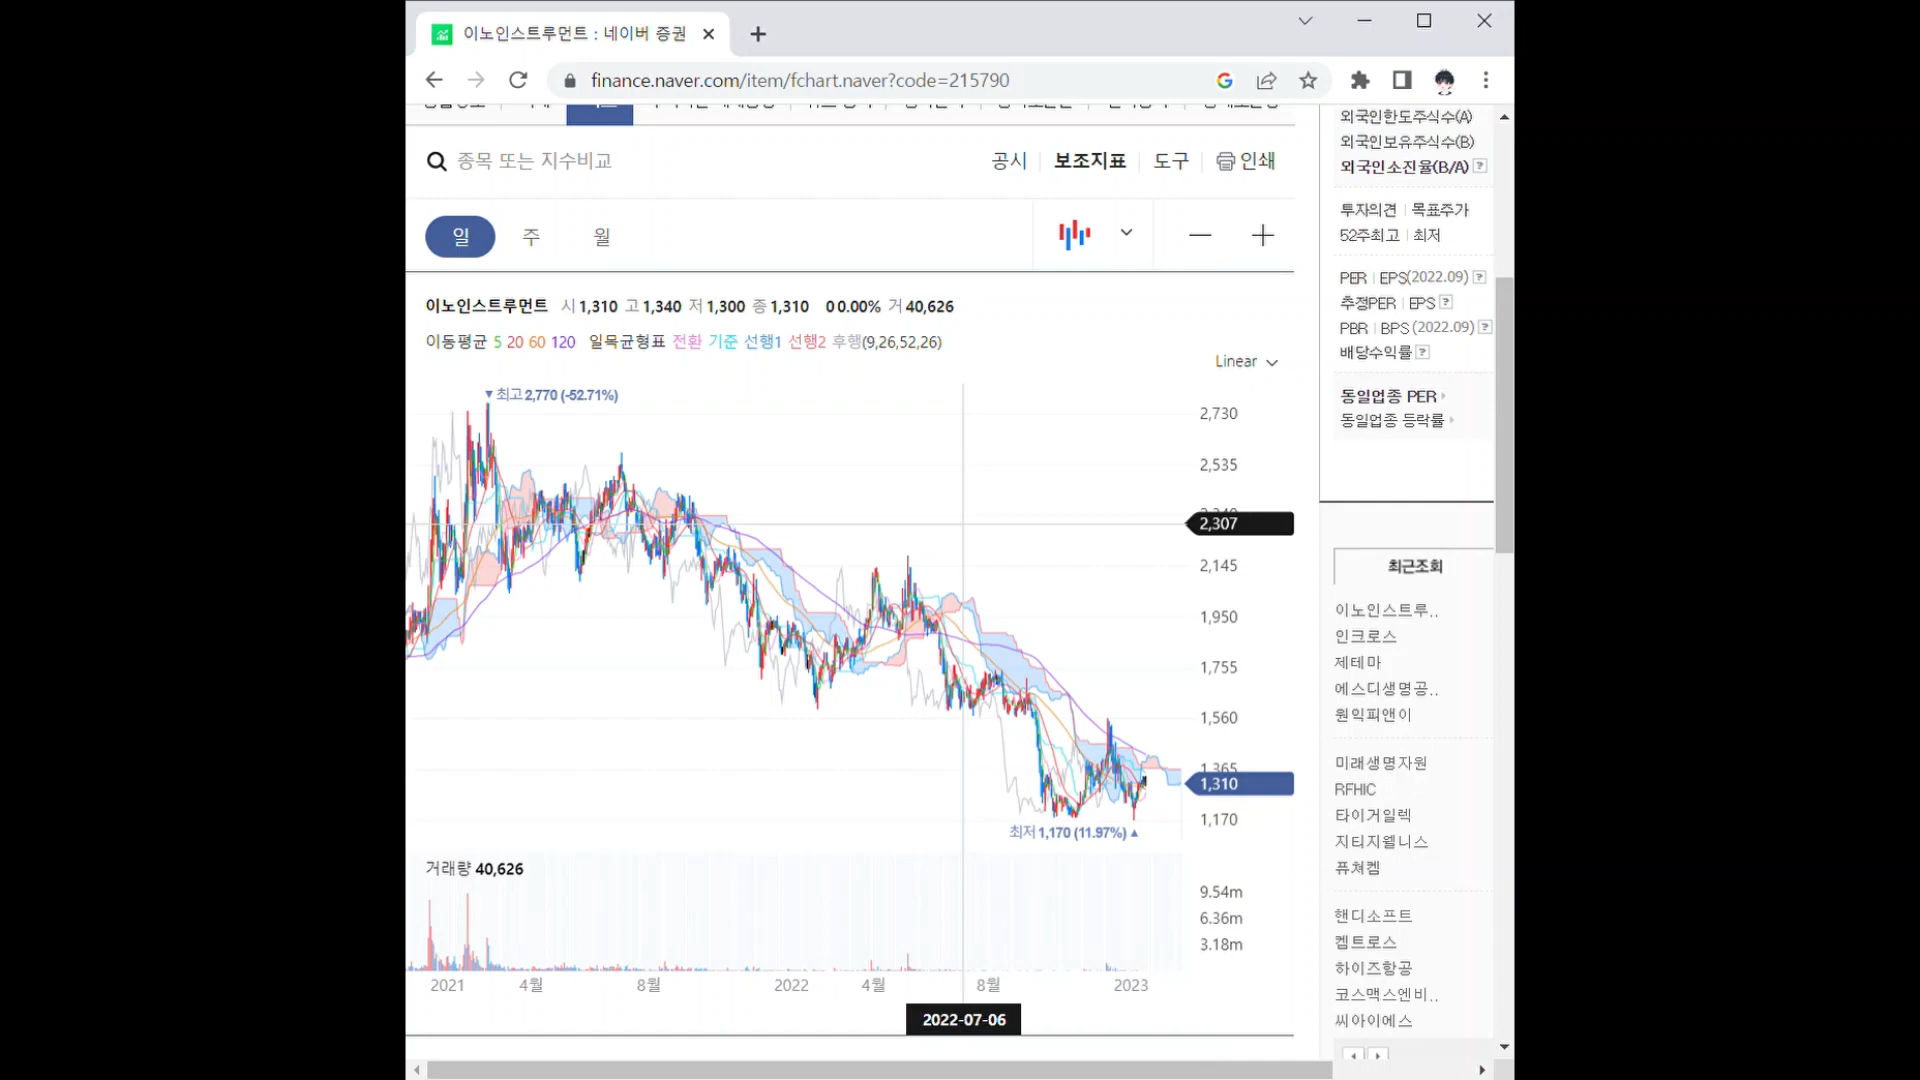 이노인스트루먼트 : 네이버 증권
finance.naver.com/item/fchart.naver?code=215790
종목 또는 지수비교
공시 보조지표 도구 인쇄
일 주 월
이노인스트루먼트 시 1,310 고 1,340 저 1,300 종 1,310 0 0.00% 거 40,626
이동평균 5 20 60 120 일목균형표 전환 기준 선행1 선행2 후행(9,26,52,26)
Linear
▼최고 2,770 (-52.71%)
2,730
2,535
2,307
2,145
1,950
1,755
1,560
1,365
1,310
1,170
최저 1,170 (11.97%)▲
거래량 40,626
9.54m
6.36m
3.18m
2021 4월 8월 2022 4월 8월 2023
2022-07-06
외국인한도주식수(A)
외국인보유주식수(B)
외국인소진율(B/A) ?
투자의견 | 목표주가
52주최고 | 최저
PER | EPS(2022.09) ?
추정PER | EPS ?
PBR | BPS (2022.09) ?
배당수익률 ?
동일업종 PER
동일업종 등락률
최근조회
이노인스트루..
인크로스
제테마
에스디생명공..
원익피앤이
미래생명자원
RFHIC
타이거일렉
지티지웰니스
퓨쳐켐
핸디소프트
켐트로스
하이즈항공
코스맥스엔비..
씨아이에스